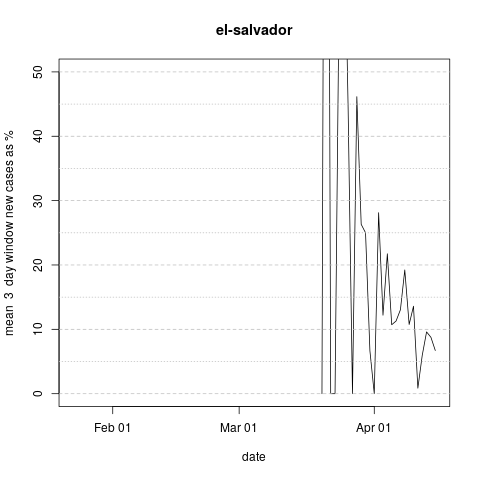 el-salvador
mean 3 day window new cases as %
50
40
30
20
10
0
Feb 01
Mar 01
Apr 01
date